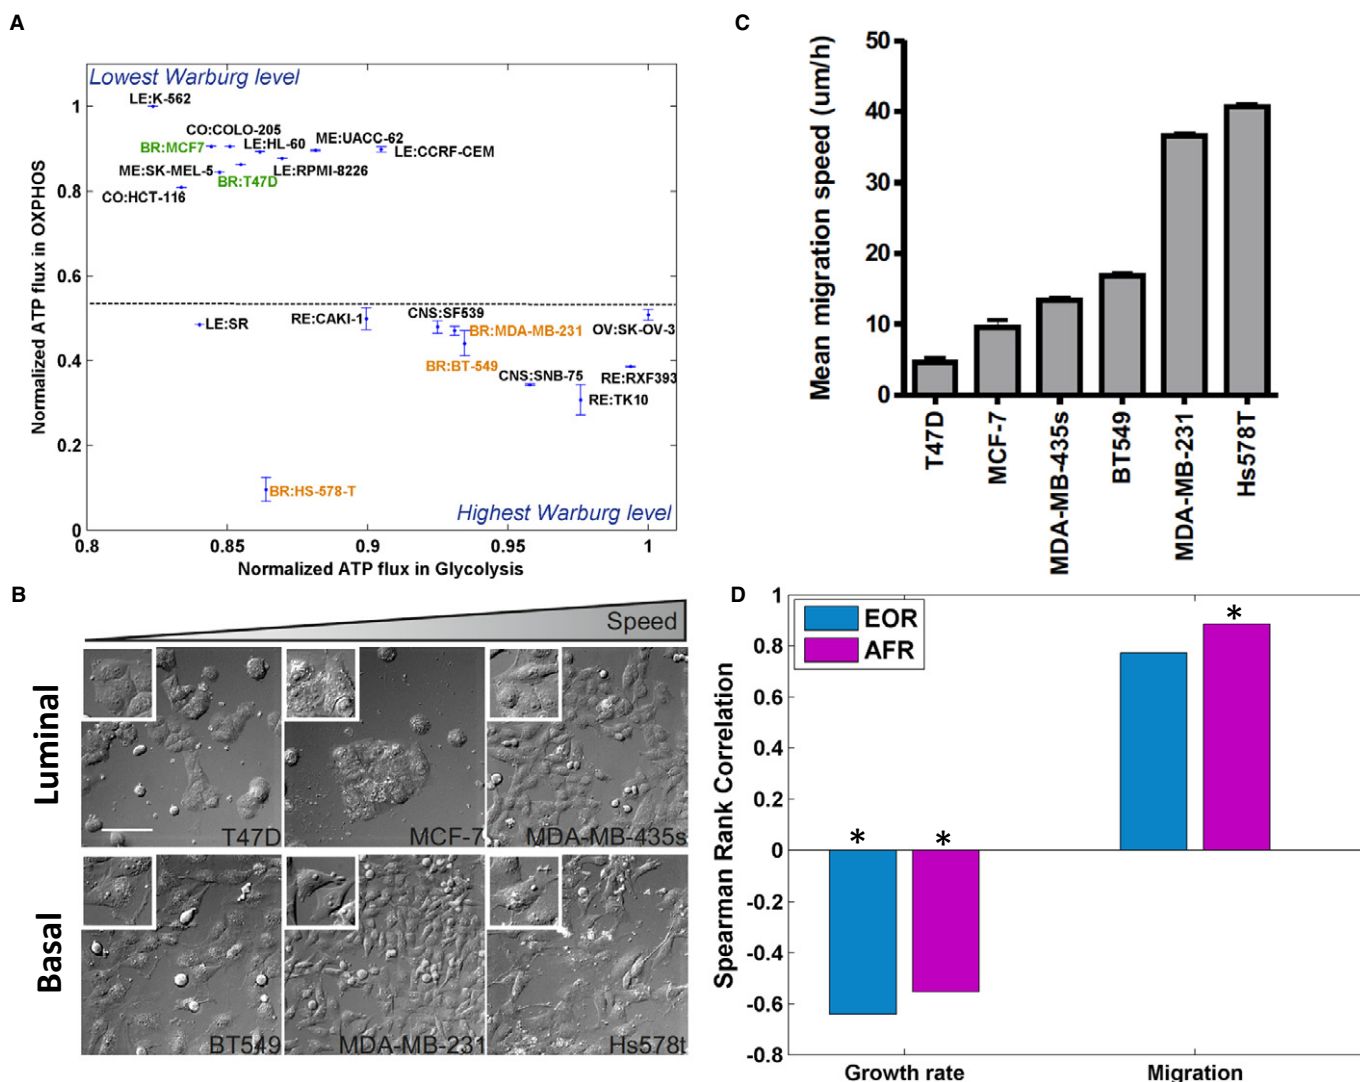 A
Lowest Warburg level
LE:K-562
CO:COLO-205
BR:MCF7
LE:HL-60
ME:UACC-62
LE:CCRF-CEM
ME:SK-MEL-5
LE:RPMI-8226
BR:T47D
CO:HCT-116
LE:SR
RE:CAKI-1
CNS:SF539
BR:MDA-MB-231
OV:SK-OV-3
BR:BT-549
CNS:SNB-75
RE:RXF393
RE:TK10
BR:HS-578-T
Highest Warburg level
1
0.8
0.6
0.4
0.2
0
0.8
0.85
0.9
0.95
1
Normalized ATP flux in OXPHOS
Normalized ATP flux in Glycolysis
C
Mean migration speed (um/h)
50
40
30
20
10
0
T47D
MCF-7
MDA-MB-435s
BT549
MDA-MB-231
Hs578T
B
Speed
Luminal
T47D
MCF-7
MDA-MB-435s
Basal
BT549
MDA-MB-231
Hs578t
D
EOR
AFR
Spearman Rank Correlation
1
0.8
0.6
0.4
0.2
0
-0.2
-0.4
-0.6
-0.8
*
*
*
Growth rate
Migration